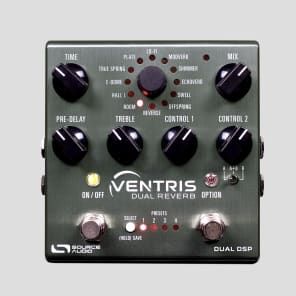 LO-FI
PLATE MODVERB
TIME MIX
TRUE SPRING SHIMMER
E-DOME ECHOVERB
HALL L SWELL
ROOM OFFSPRING
REVERSE
PRE-DELAY TREBLE CONTROL 1 CONTROL 2
VENTRIS
DUAL REVERB
A A+B B
ON / OFF OPTION
PRESETS
SELECT 1 2 3 4
(HOLD) SAVE
SOURCE
AUDIO
DUAL DSP